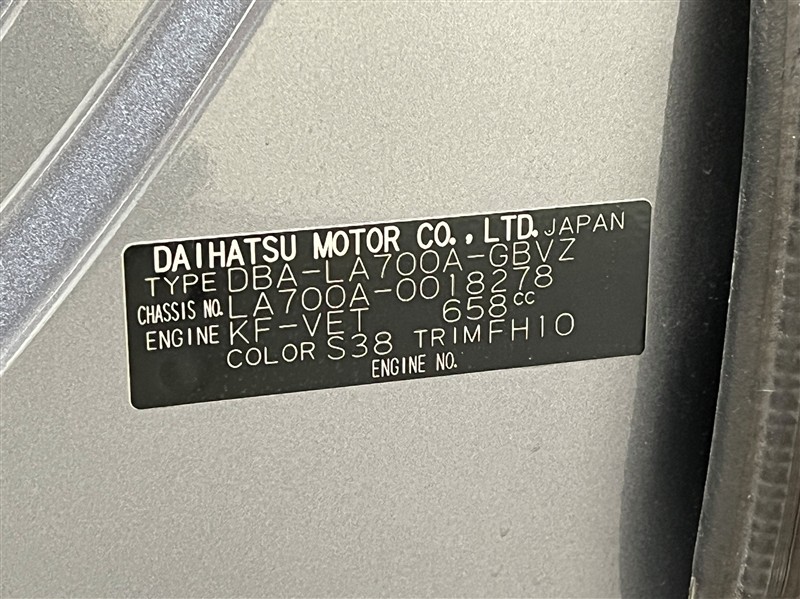 DAIHATSU MOTOR CO., LTD. JAPAN
TYPE DBA-LA700A-GBVZ
CHASSIS NO. LA700A-0018278
ENGINE KF-VET 658cc
COLOR S38 TRIM FH10
ENGINE NO.